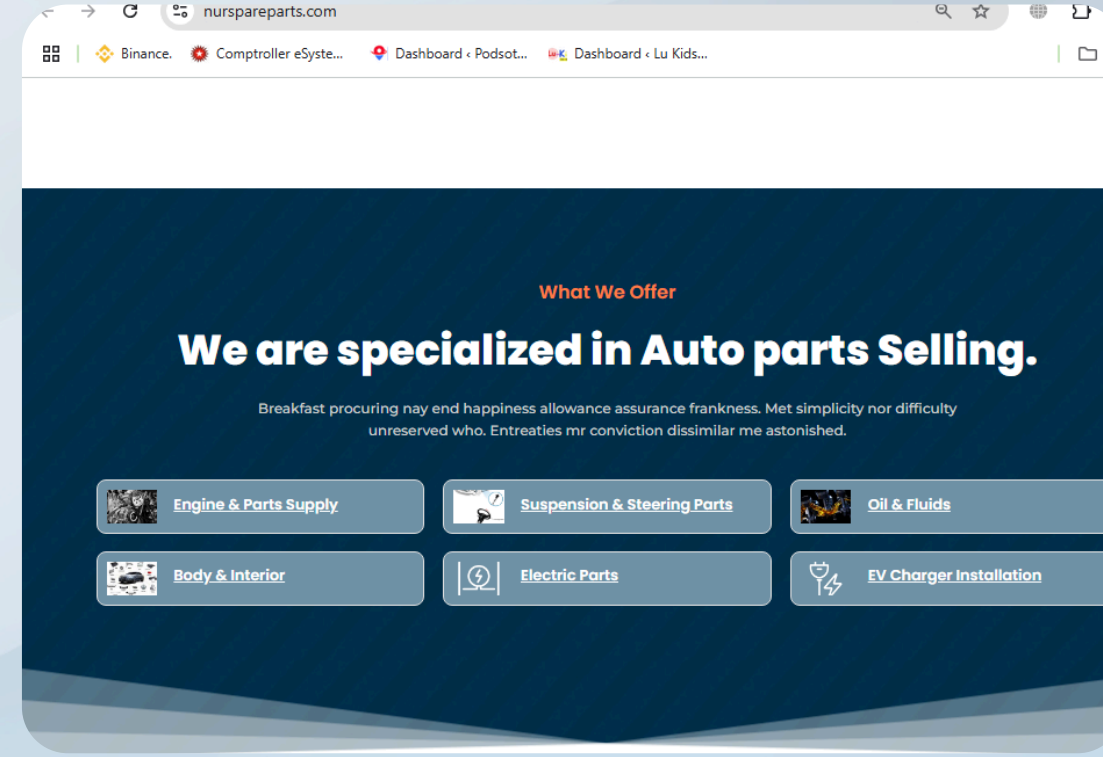 nurspareparts.com
Binance. Comptroller eSyste... Dashboard ‹ Podsot... Dashboard ‹ Lu Kids...
What We Offer
We are specialized in Auto parts Selling.
Breakfast procuring nay end happiness allowance assurance frankness. Met simplicity nor difficulty
unreserved who. Entreaties mr conviction dissimilar me astonished.
Engine & Parts Supply
Suspension & Steering Parts
Oil & Fluids
Body & Interior
Electric Parts
EV Charger Installation